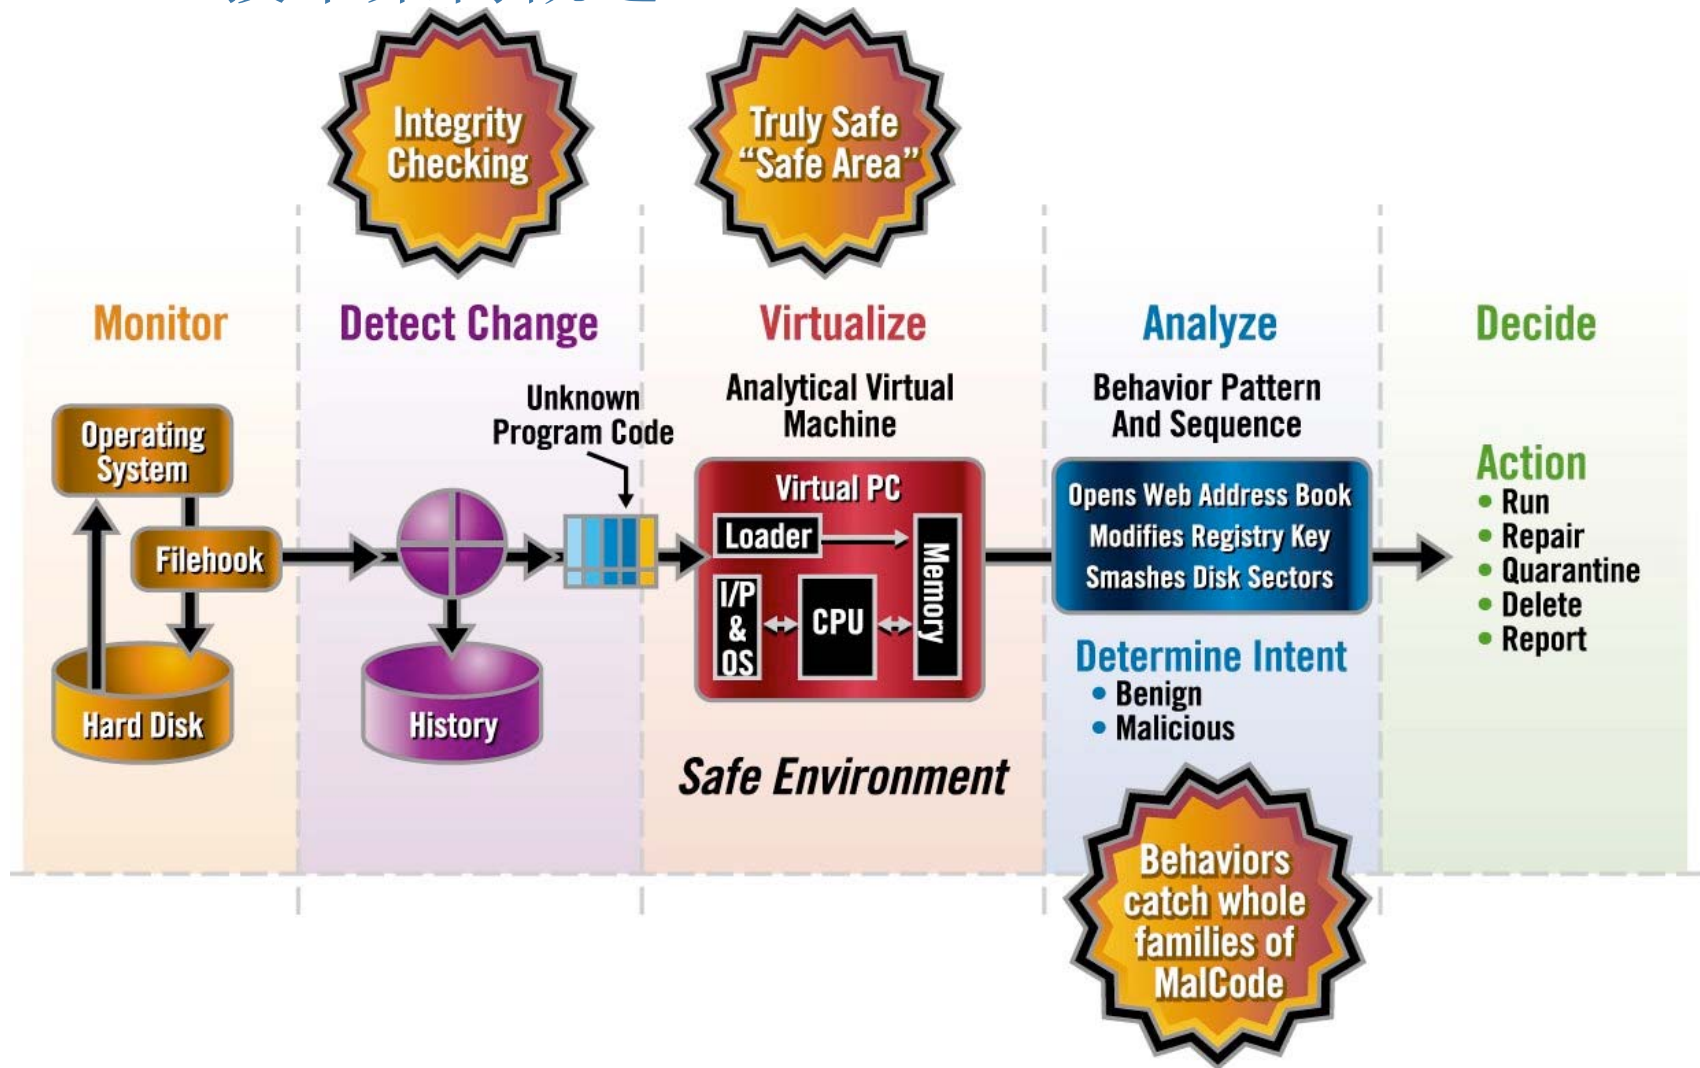 Integrity
Checking
Truly Safe
“Safe Area”
Monitor
Detect Change
Virtualize
Analyze
Decide
Operating
System
Filehook
Hard Disk
Unknown
Program Code
History
Analytical Virtual
Machine
Virtual PC
Loader
Memory
I/P
&
OS
CPU
Safe Environment
Behavior Pattern
And Sequence
Opens Web Address Book
Modifies Registry Key
Smashes Disk Sectors
Determine Intent
• Benign
• Malicious
Behaviors
catch whole
families of
MalCode
Action
• Run
• Repair
• Quarantine
• Delete
• Report